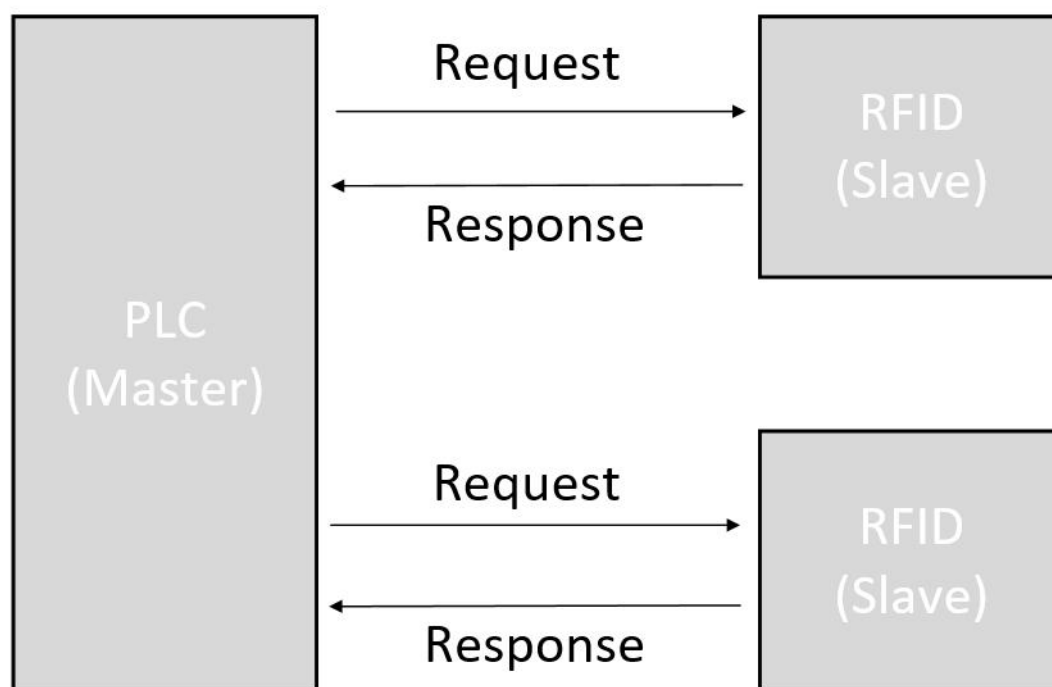 Request
RFID
(Slave)
Response
PLC
(Master)
Request
RFID
(Slave)
Response